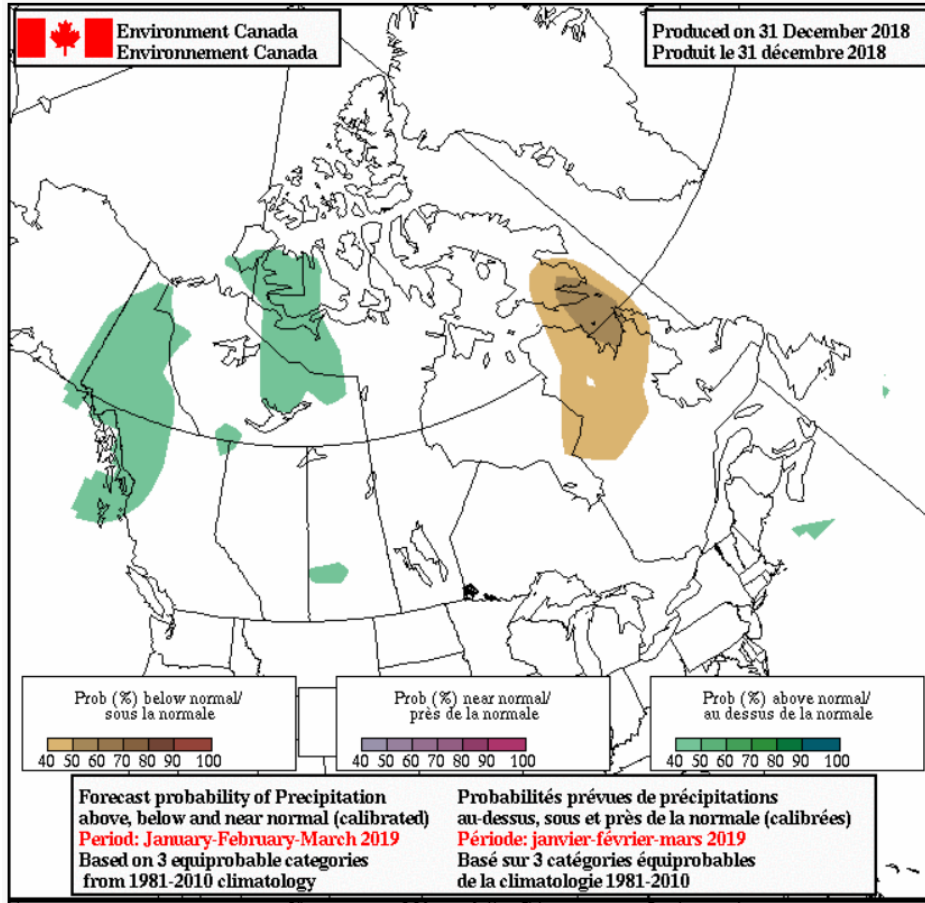 Environment Canada
Environnement Canada
Produced on 31 December 2018
Produit le 31 décembre 2018
Prob (%) below normal/
sous la normale
40 50 60 70 80 90 100
Prob (%) near normal/
près de la normale
40 50 60 70 80 90 100
Prob (%) above normal/
au dessus de la normale
40 50 60 70 80 90 100
Forecast probability of Precipitation
above, below and near normal (calibrated)
Period: January-February-March 2019
Based on 3 equiprobable categories
from 1981-2010 climatology
Probabilités prévues de précipitations
au-dessus, sous et près de la normale (calibrées)
Période: janvier-février-mars 2019
Basé sur 3 catégories équiprobables
de la climatologie 1981-2010